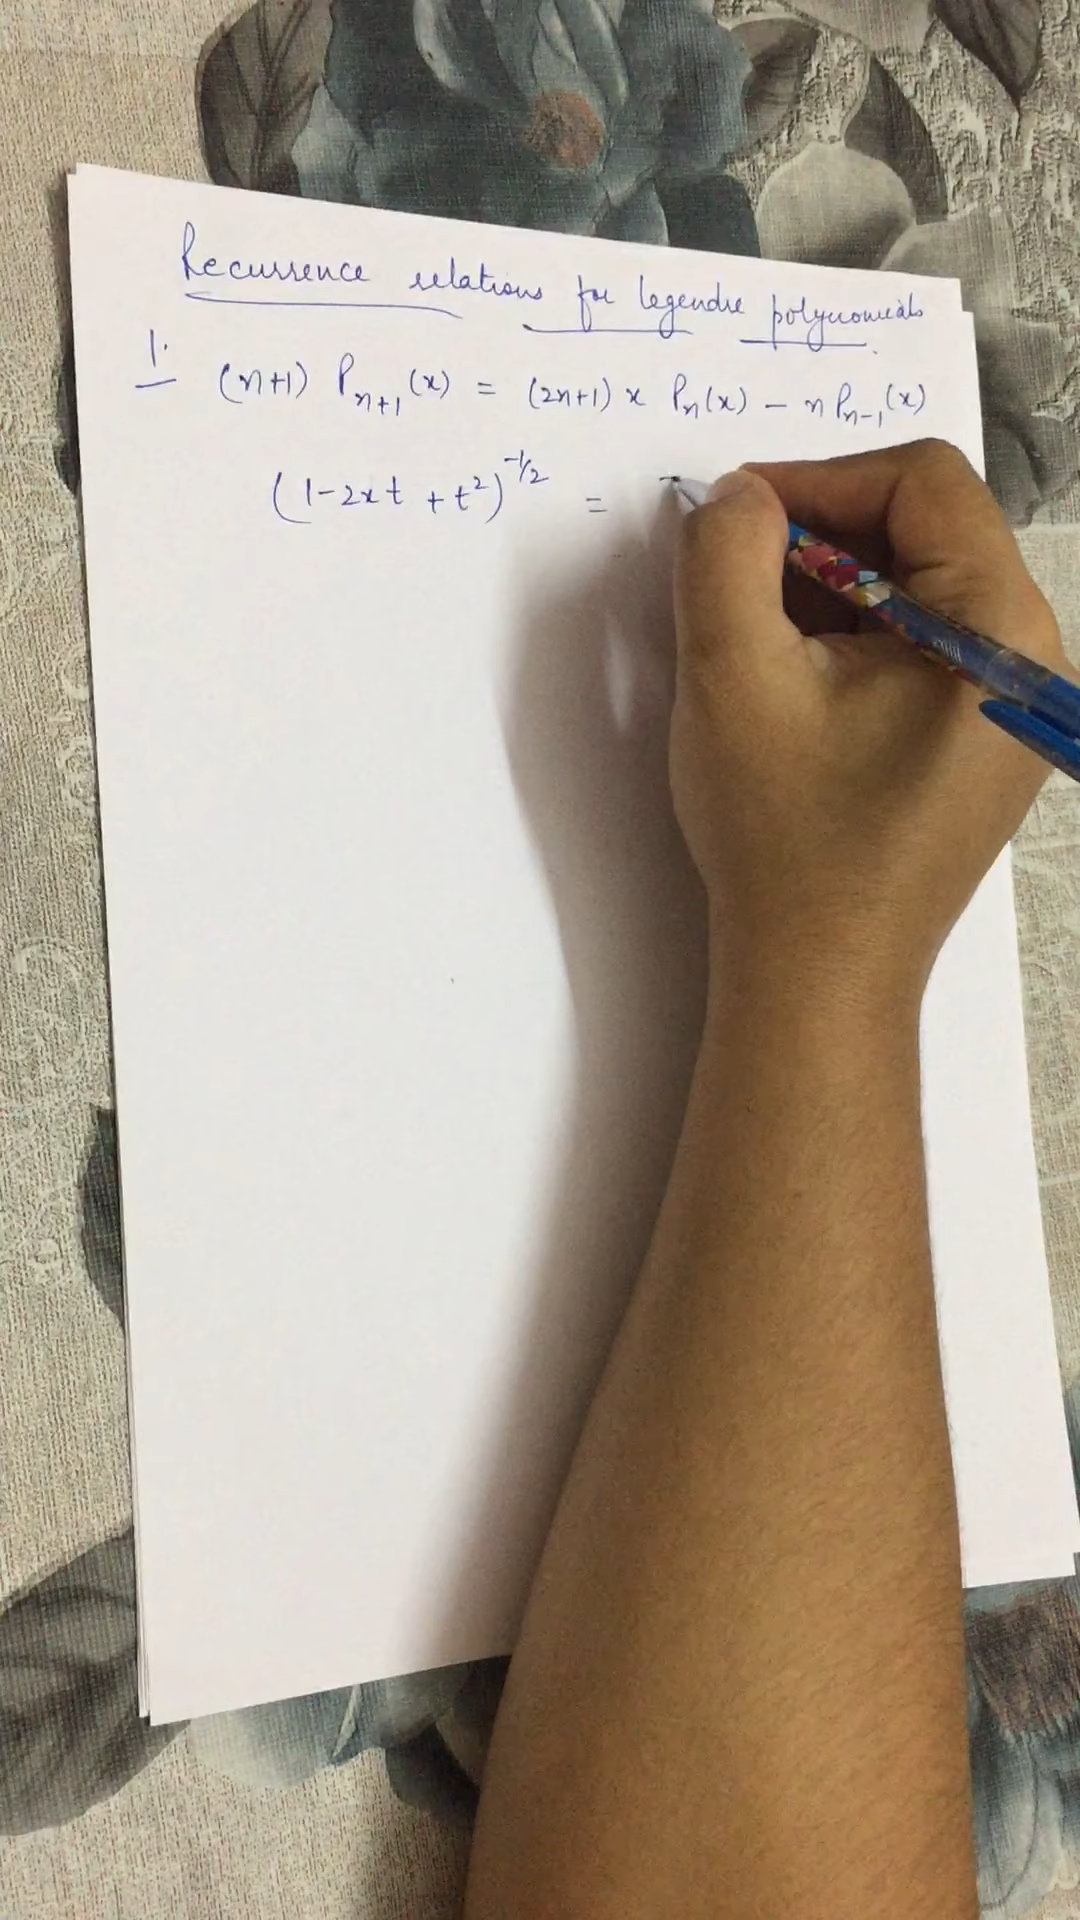 Recurrence relations for legendre polynomials
1. (n+1) Pₙ₊₁(x) = (2n+1) x Pₙ(x) - n Pₙ₋₁(x)
(1-2xt + t²)^-1/2 =